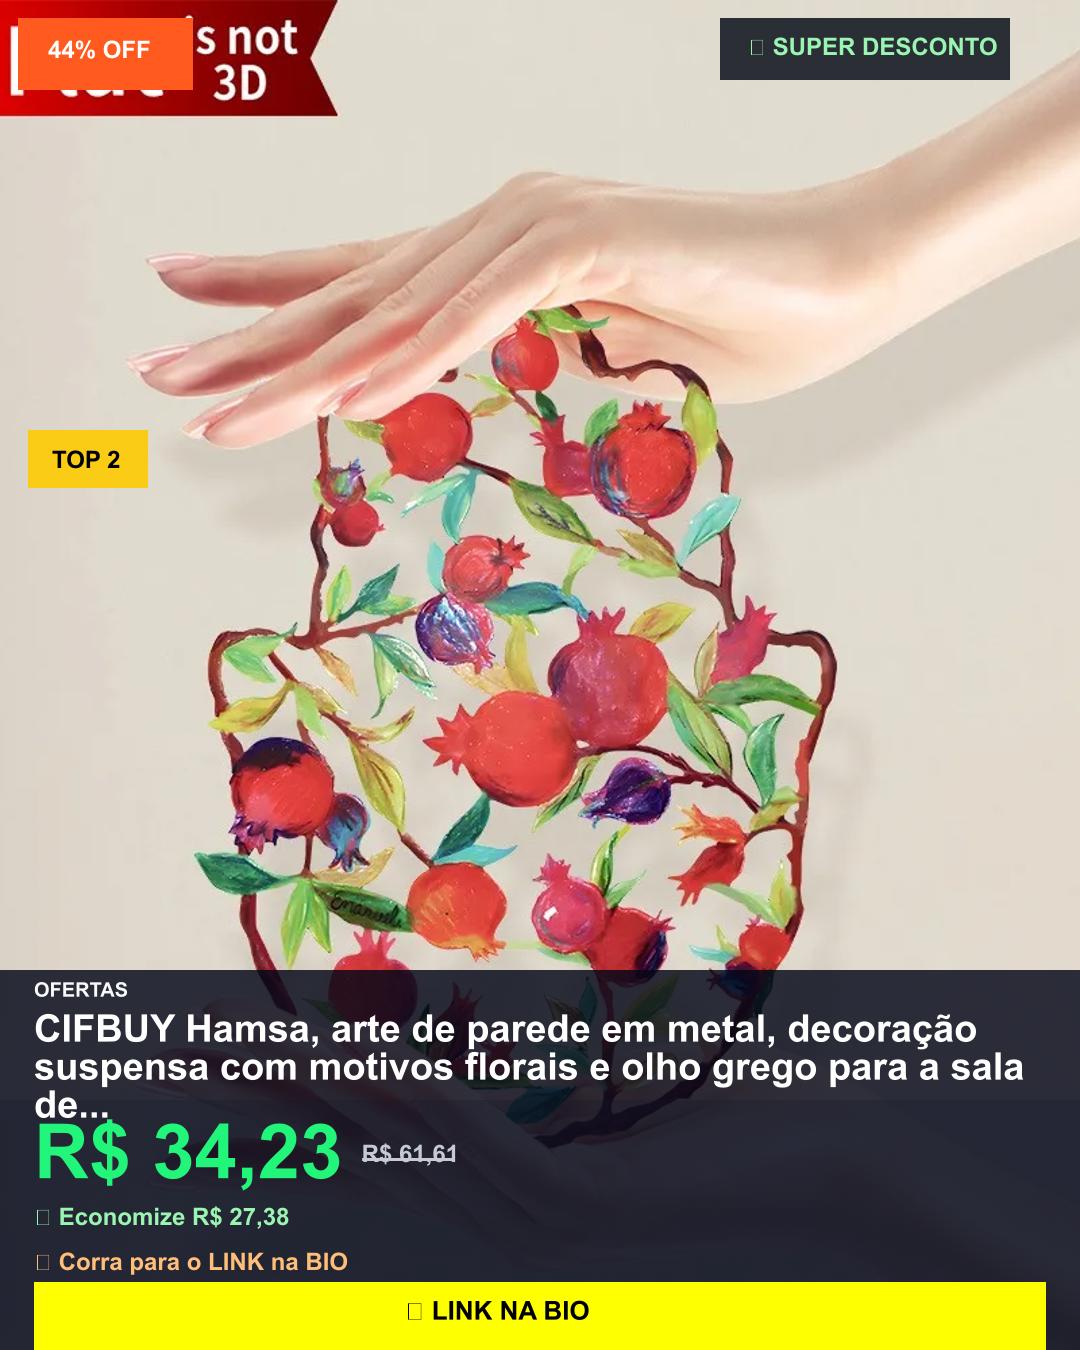 44% OFF
s not
3D
SUPER DESCONTO
TOP 2
Emanuel
OFERTAS
CIFBUY Hamsa, arte de parede em metal, decoração
suspensa com motivos florais e olho grego para a sala
de...
R$ 34,23 R$ 61,61
Economize R$ 27,38
Corra para o LINK na BIO
LINK NA BIO